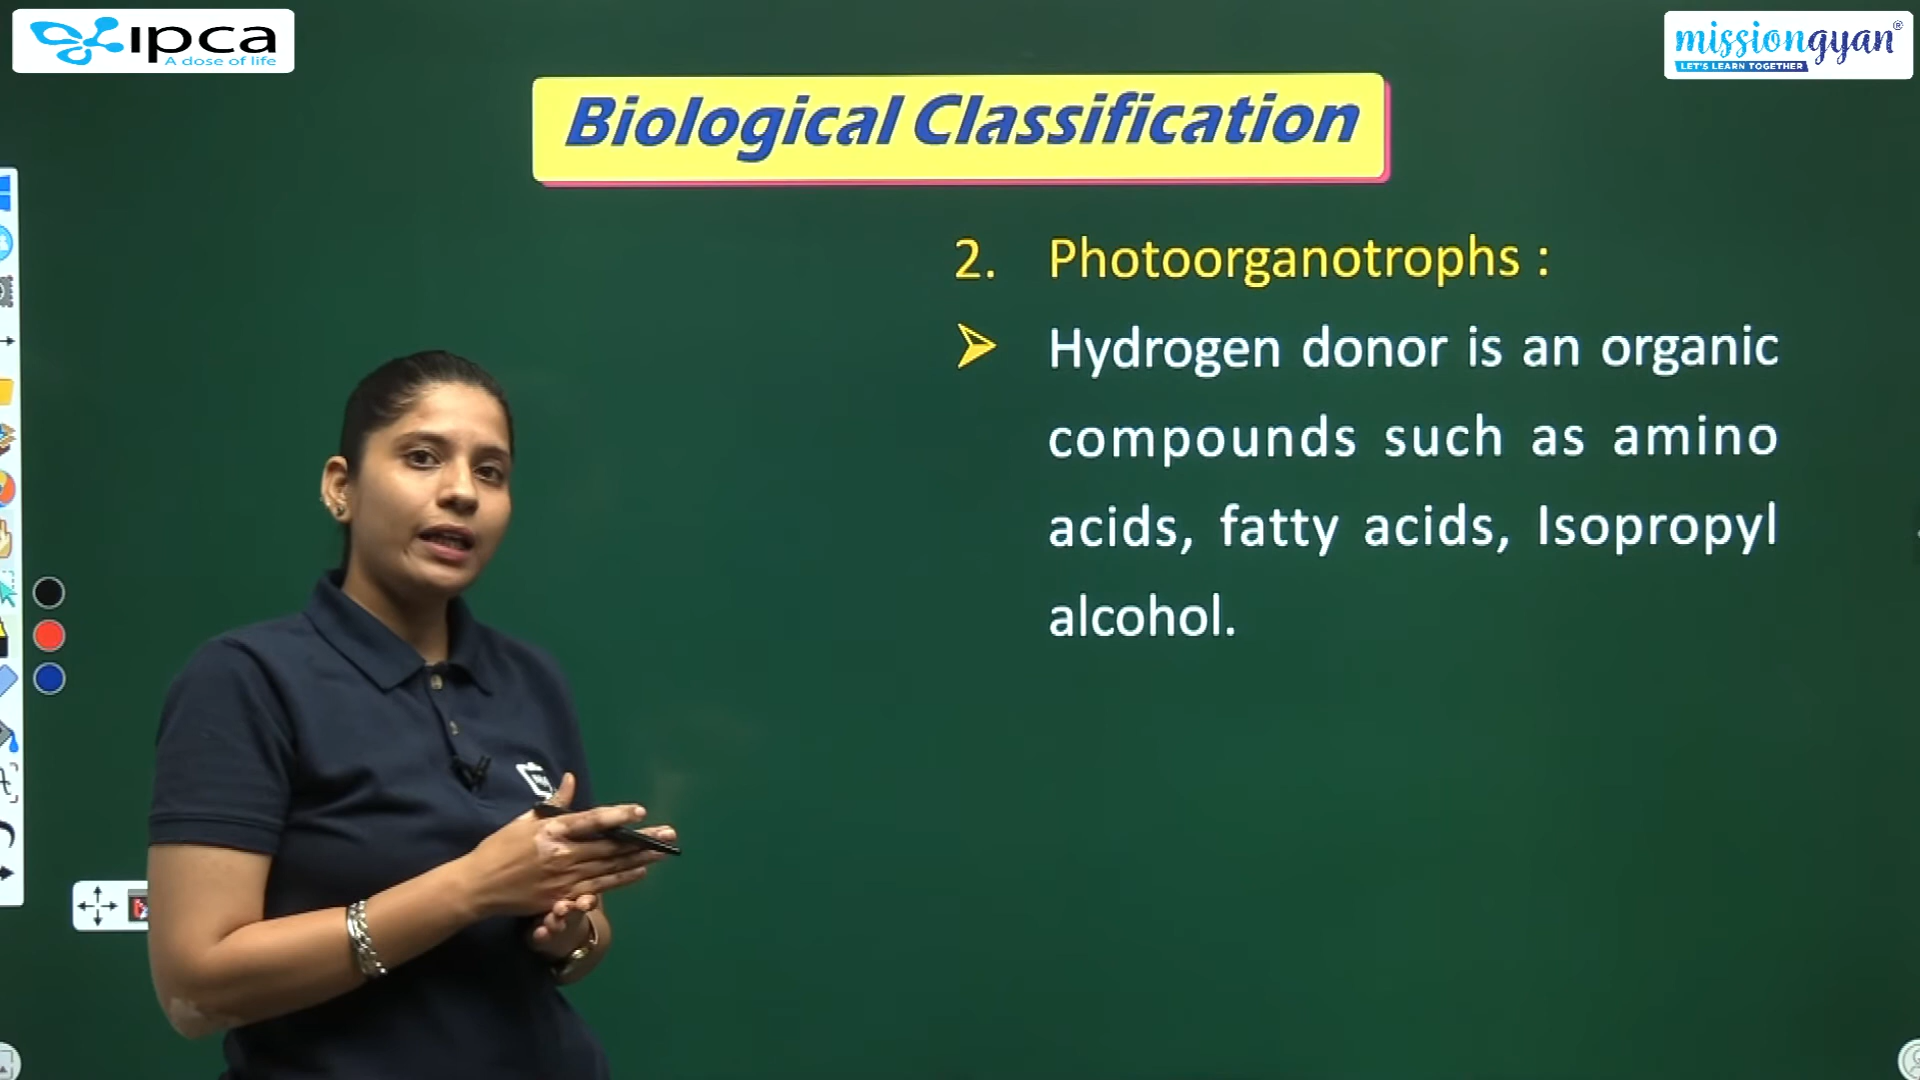 ipca
A dose of life
missiongyan®
LET'S LEARN TOGETHER
Biological Classification
2. Photoorganotrophs :
➤ Hydrogen donor is an organic
compounds such as amino
acids, fatty acids, Isopropyl
alcohol.